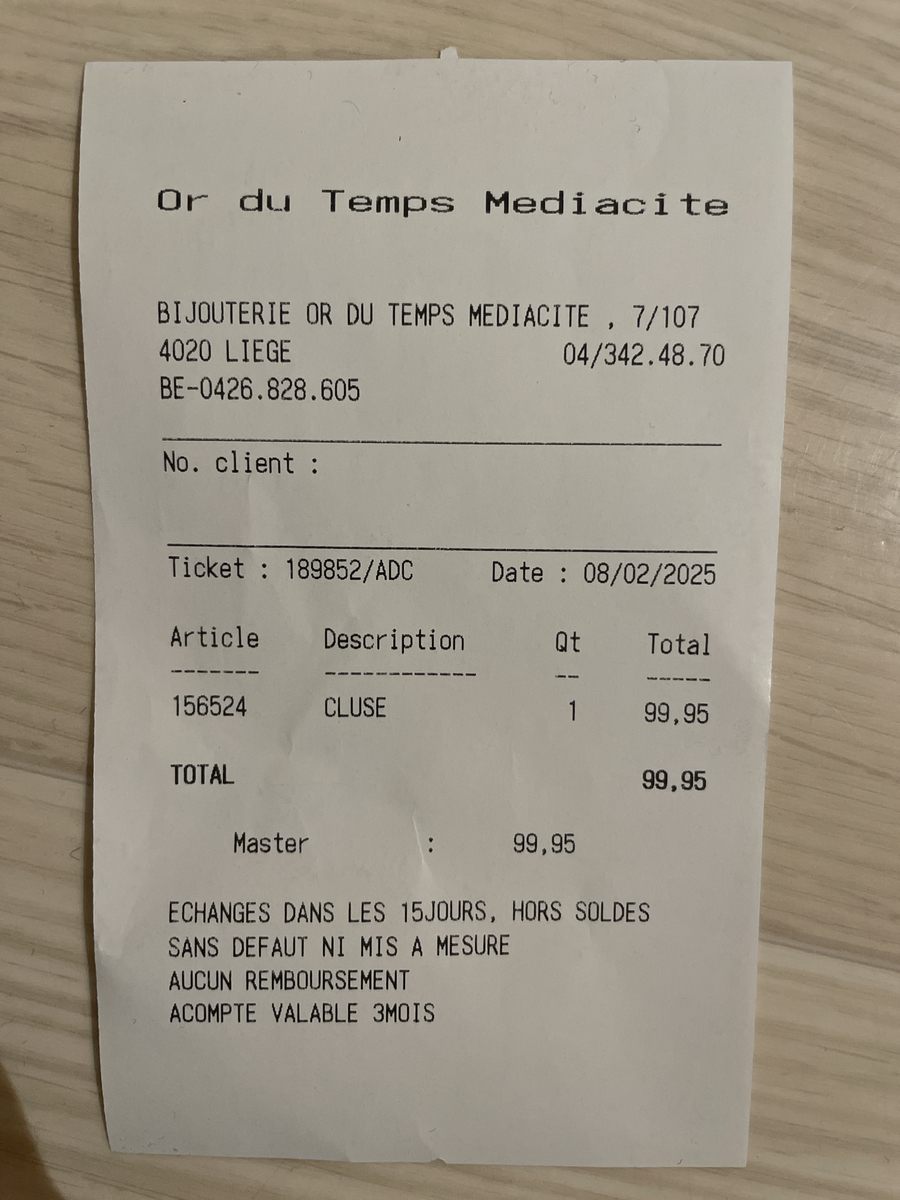 Or du Temps Mediacite
BIJOUTERIE OR DU TEMPS MEDIACITE , 7/107
4020 LIEGE 04/342.48.70
BE-0426.828.605
No. client :
Ticket : 189852/ADC Date : 08/02/2025
Article Description Qt Total
------- ------------ -- -----
156524 CLUSE 1 99,95
TOTAL 99,95
Master : 99,95
ECHANGES DANS LES 15JOURS, HORS SOLDES
SANS DEFAUT NI MIS A MESURE
AUCUN REMBOURSEMENT
ACOMPTE VALABLE 3MOIS